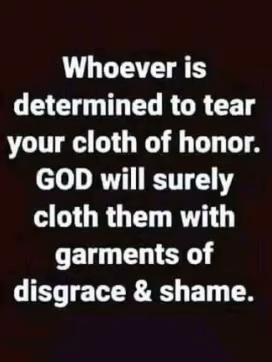 Whoever is
determined to tear
your cloth of honor.
GOD will surely
cloth them with
garments of
disgrace & shame.